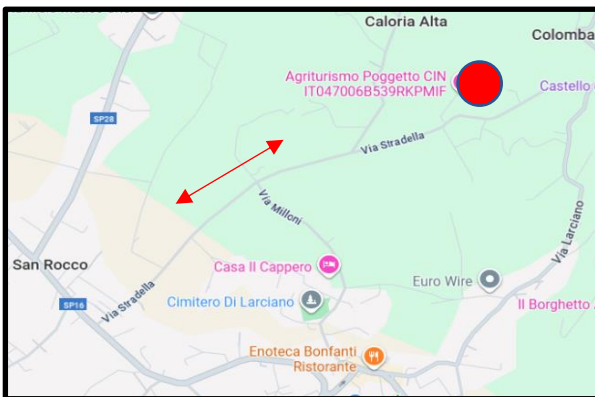 Caloria Alta
Colomba
Agriturismo Poggetto CIN
IT047006B539RKPMIF
Castello
SP28
Via Stradella
Via Milloni
Via Larciano
San Rocco
Casa Il Cappero
Euro Wire
Cimitero Di Larciano
SP16
Via Stradella
Il Borghetto
Enoteca Bonfanti
Ristorante